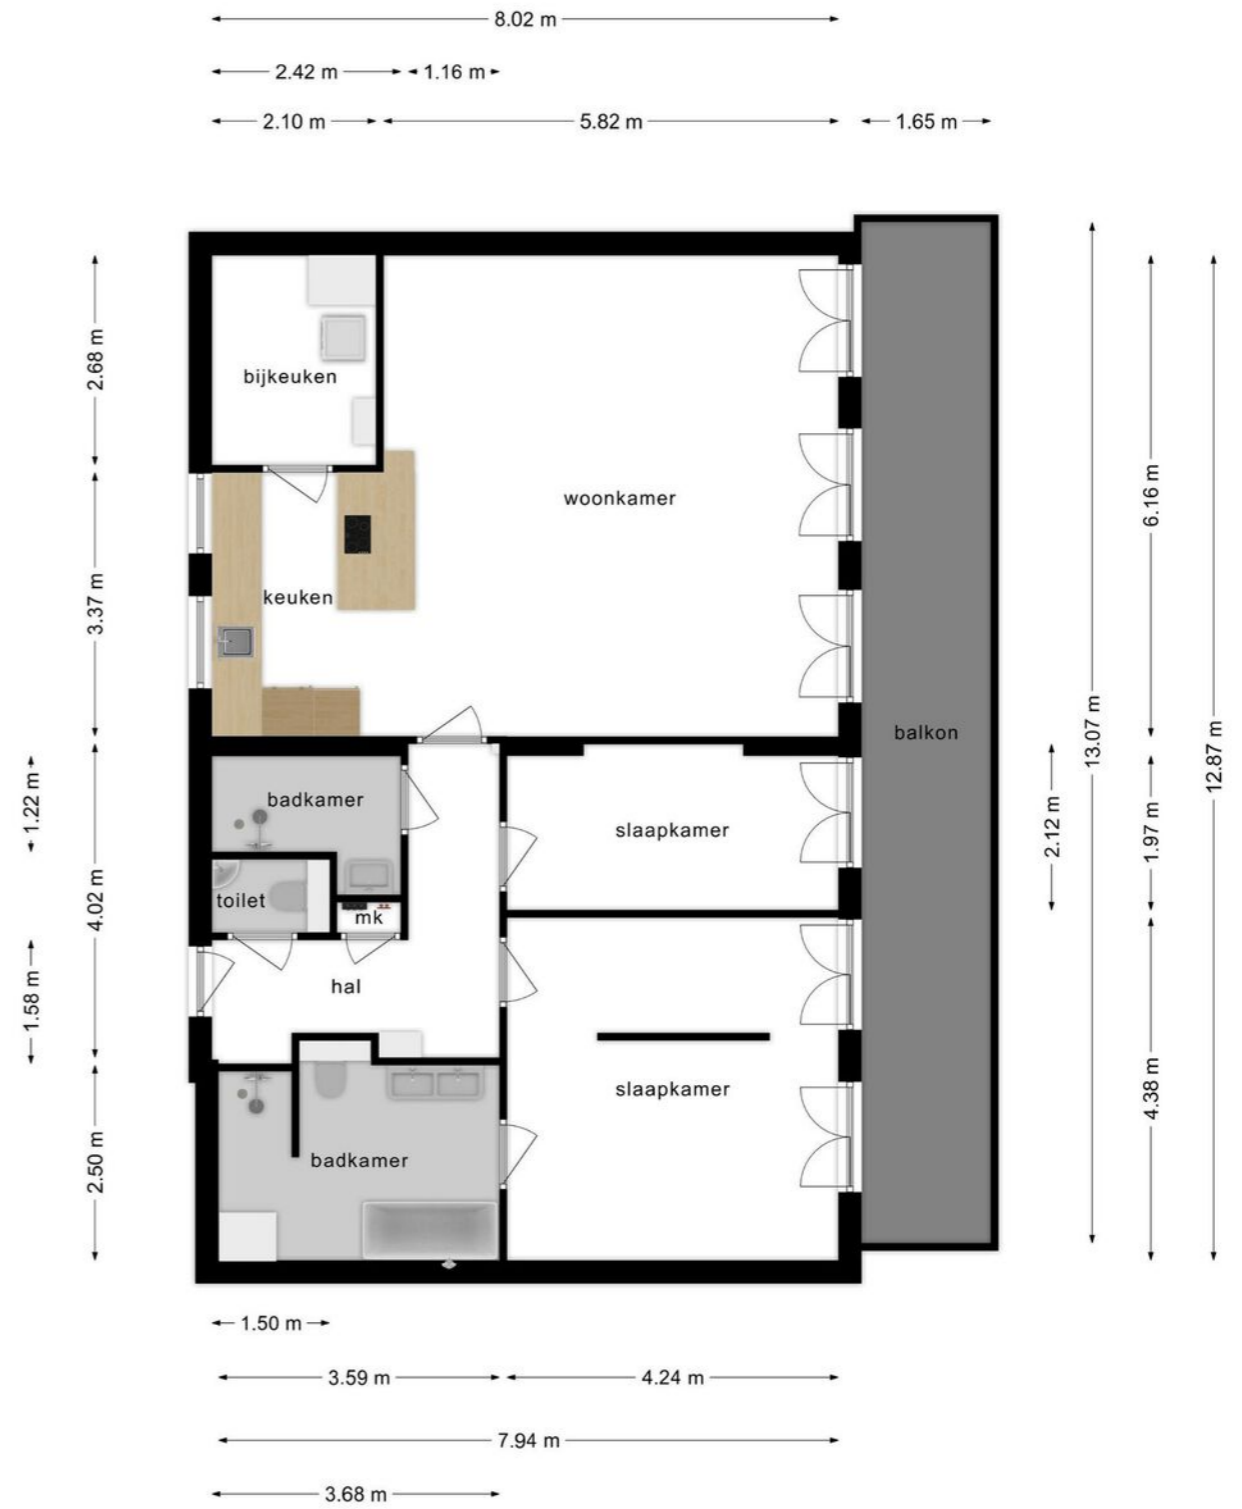 8.02 m
2.42 m
1.16 m
2.10 m
5.82 m
1.65 m
2.68 m
bijkeuken
6.16 m
woonkamer
3.37 m
keuken
13.07 m
balkon
12.87 m
1.22 m
badkamer
slaapkamer
2.12 m
1.97 m
4.02 m
toilet
mk
1.58 m
hal
slaapkamer
4.38 m
2.50 m
badkamer
1.50 m
3.59 m
4.24 m
7.94 m
3.68 m